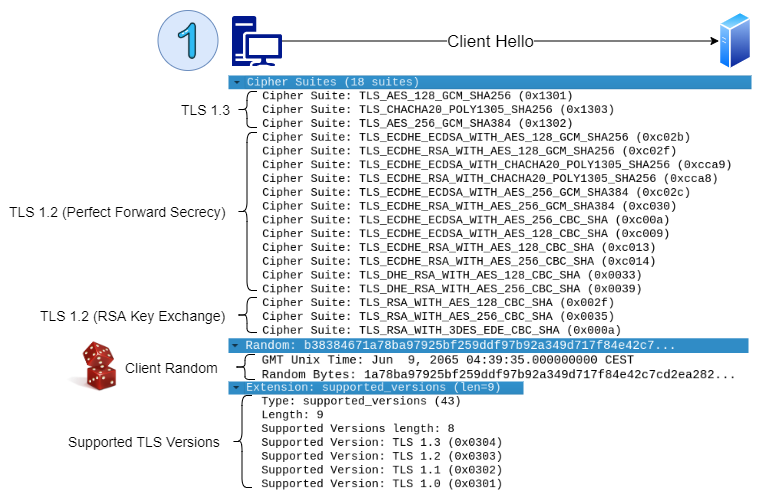 1
Client Hello
Cipher Suites (18 suites)
TLS 1.3
Cipher Suite: TLS_AES_128_GCM_SHA256 (0x1301)
Cipher Suite: TLS_CHACHA20_POLY1305_SHA256 (0x1303)
Cipher Suite: TLS_AES_256_GCM_SHA384 (0x1302)
TLS 1.2 (Perfect Forward Secrecy)
Cipher Suite: TLS_ECDHE_ECDSA_WITH_AES_128_GCM_SHA256 (0xc02b)
Cipher Suite: TLS_ECDHE_RSA_WITH_AES_128_GCM_SHA256 (0xc02f)
Cipher Suite: TLS_ECDHE_ECDSA_WITH_CHACHA20_POLY1305_SHA256 (0xcca9)
Cipher Suite: TLS_ECDHE_RSA_WITH_CHACHA20_POLY1305_SHA256 (0xcca8)
Cipher Suite: TLS_ECDHE_ECDSA_WITH_AES_256_GCM_SHA384 (0xc02c)
Cipher Suite: TLS_ECDHE_RSA_WITH_AES_256_GCM_SHA384 (0xc030)
Cipher Suite: TLS_ECDHE_ECDSA_WITH_AES_256_CBC_SHA (0xc00a)
Cipher Suite: TLS_ECDHE_ECDSA_WITH_AES_128_CBC_SHA (0xc009)
Cipher Suite: TLS_ECDHE_RSA_WITH_AES_128_CBC_SHA (0xc013)
Cipher Suite: TLS_ECDHE_RSA_WITH_AES_256_CBC_SHA (0xc014)
Cipher Suite: TLS_DHE_RSA_WITH_AES_128_CBC_SHA (0x0033)
Cipher Suite: TLS_DHE_RSA_WITH_AES_256_CBC_SHA (0x0039)
TLS 1.2 (RSA Key Exchange)
Cipher Suite: TLS_RSA_WITH_AES_128_CBC_SHA (0x002f)
Cipher Suite: TLS_RSA_WITH_AES_256_CBC_SHA (0x0035)
Cipher Suite: TLS_RSA_WITH_3DES_EDE_CBC_SHA (0x000a)
Random: b38384671a78ba97925bf259ddf97b92a349d717f84e42c7...
Client Random
GMT Unix Time: Jun  9, 2065 04:39:35.000000000 CEST
Random Bytes: 1a78ba97925bf259ddf97b92a349d717f84e42c7cd2ea282...
Extension: supported_versions (len=9)
Supported TLS Versions
Type: supported_versions (43)
Length: 9
Supported Versions length: 8
Supported Version: TLS 1.3 (0x0304)
Supported Version: TLS 1.2 (0x0303)
Supported Version: TLS 1.1 (0x0302)
Supported Version: TLS 1.0 (0x0301)